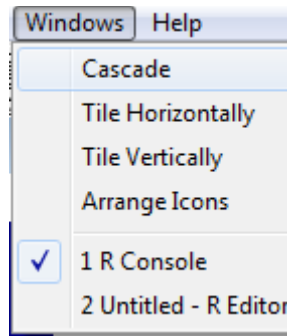 Windows Help
Cascade
Tile Horizontally
Tile Vertically
Arrange Icons
1 R Console
2 Untitled - R Editor